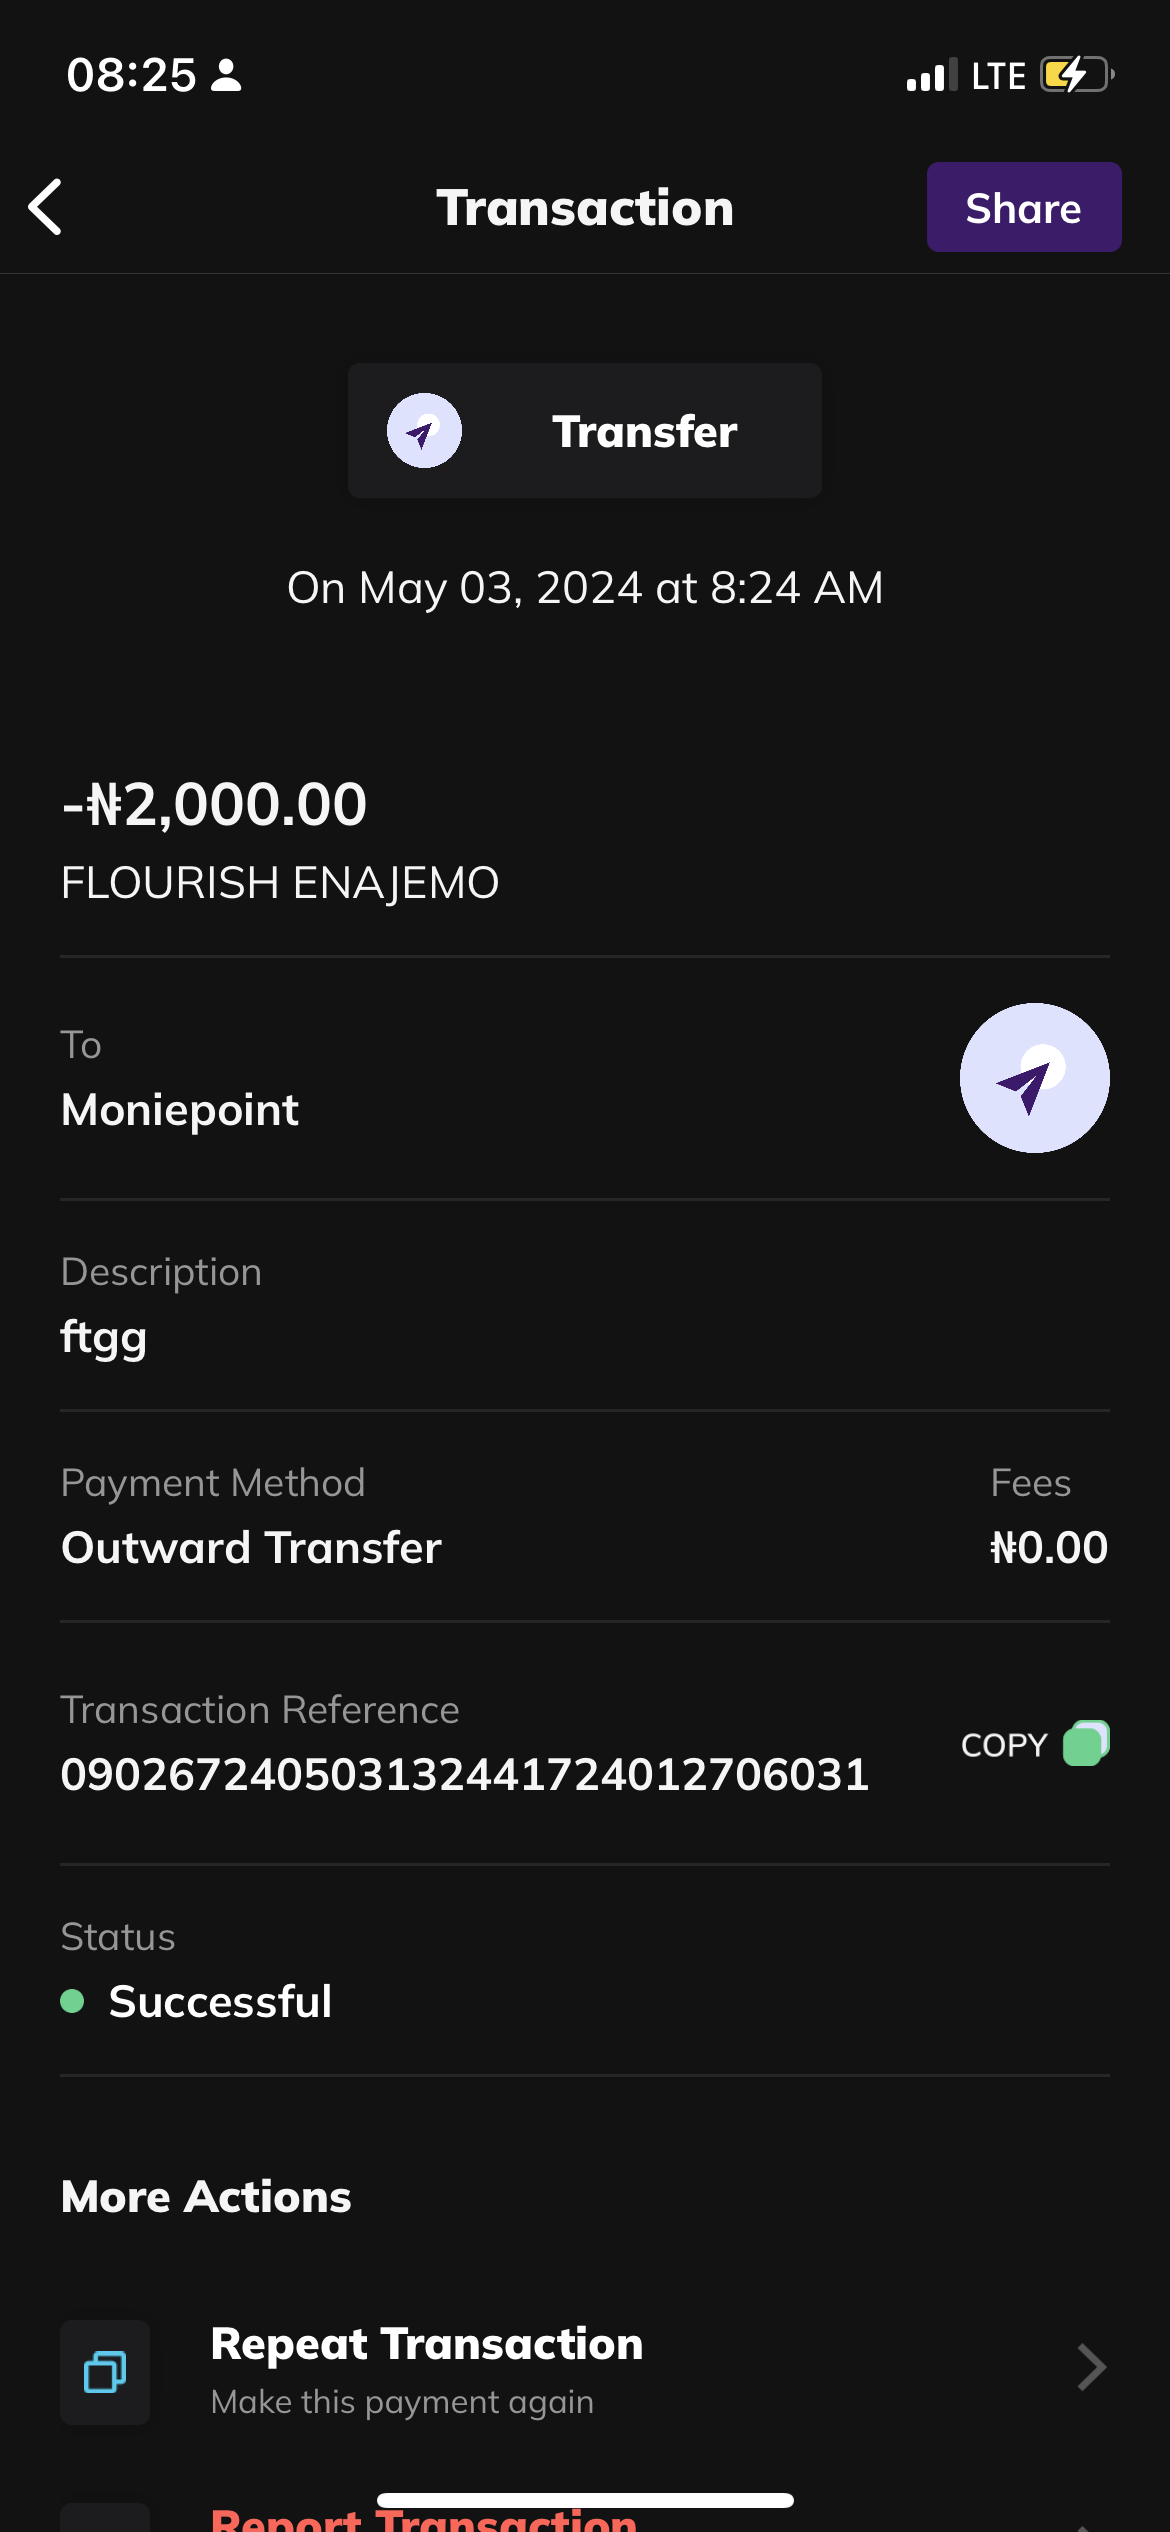 08:25
LTE
Transaction
Share
Transfer
On May 03, 2024 at 8:24 AM
-₦2,000.00
FLOURISH ENAJEMO
To
Moniepoint
Description
ftgg
Payment Method
Fees
Outward Transfer
₦0.00
Transaction Reference
COPY
090267240503132441724012706031
Status
Successful
More Actions
Repeat Transaction
Make this payment again
Report Transaction